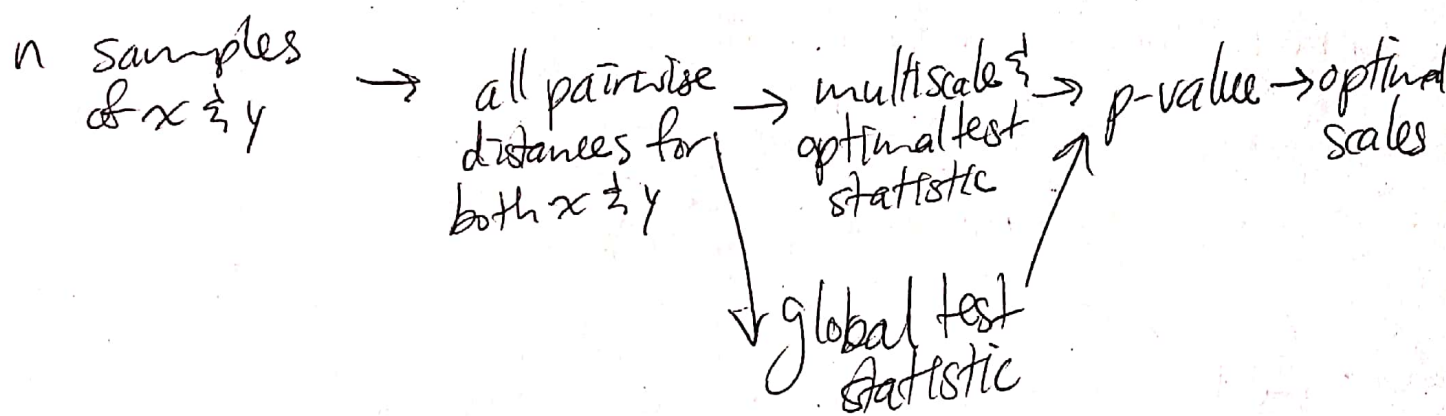 n samples
of x & y
→
all pairwise
distances for
both x & y
→
multiscale &
optimal test
statistic
→
p-value → optimal
scales
global test
statistic